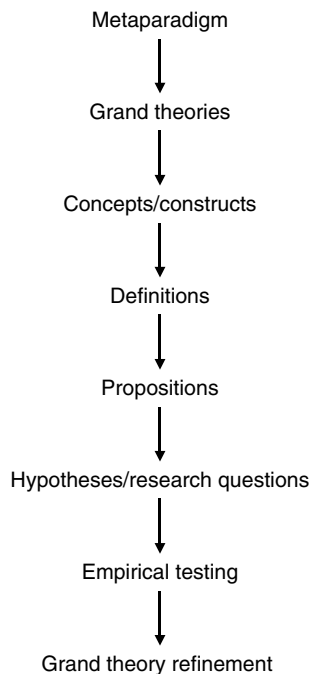 Metaparadigm
Grand theories
Concepts/constructs
Definitions
Propositions
Hypotheses/research questions
Empirical testing
Grand theory refinement